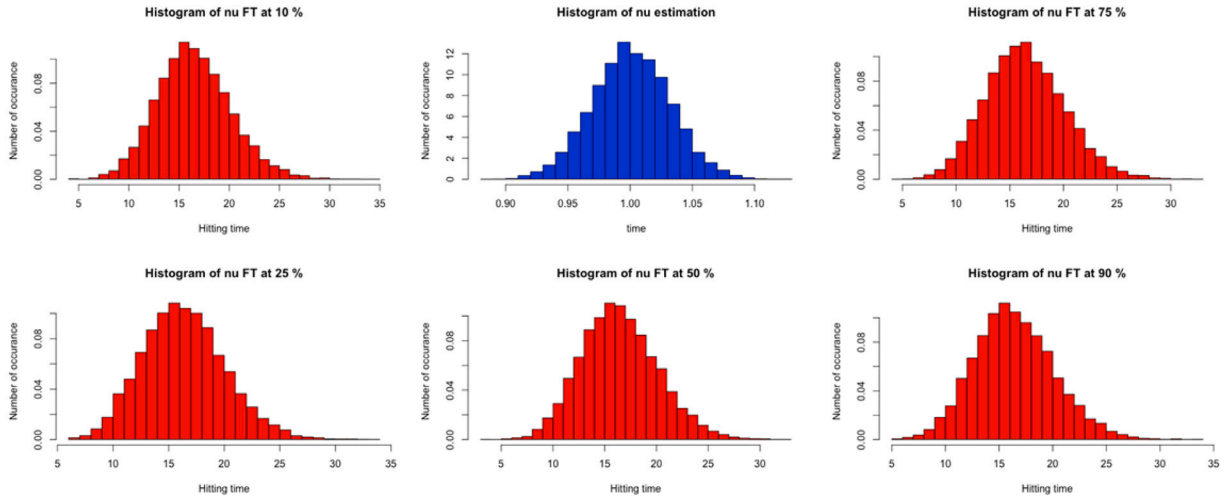 Histogram of nu FT at 10 %
Number of occurance
0.00 0.04 0.08
5 10 15 20 25 30 35
Hitting time
Histogram of nu estimation
Number of occurance
0 2 4 6 8 10 12
0.90 0.95 1.00 1.05 1.10
time
Histogram of nu FT at 75 %
Number of occurance
0.00 0.04 0.08
5 10 15 20 25 30
Hitting time
Histogram of nu FT at 25 %
Number of occurance
0.00 0.04 0.08
5 10 15 20 25 30 35
Hitting time
Histogram of nu FT at 50 %
Number of occurance
0.00 0.04 0.08
10 15 20 25 30
Hitting time
Histogram of nu FT at 90 %
Number of occurance
0.00 0.04 0.08
5 10 15 20 25 30 35
Hitting time